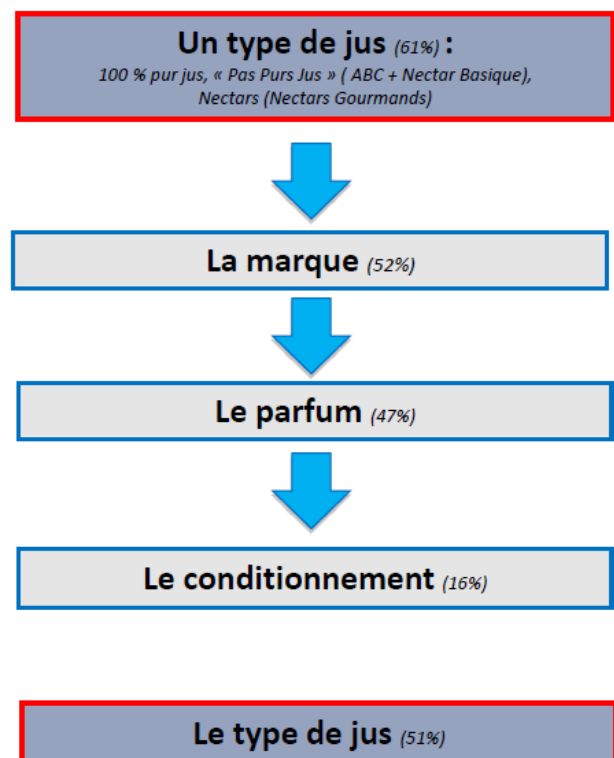 Un type de jus (61%) :
100 % pur jus, « Pas Purs Jus » ( ABC + Nectar Basique),
Nectars (Nectars Gourmands)
La marque (52%)
Le parfum (47%)
Le conditionnement (16%)
Le type de jus (51%)